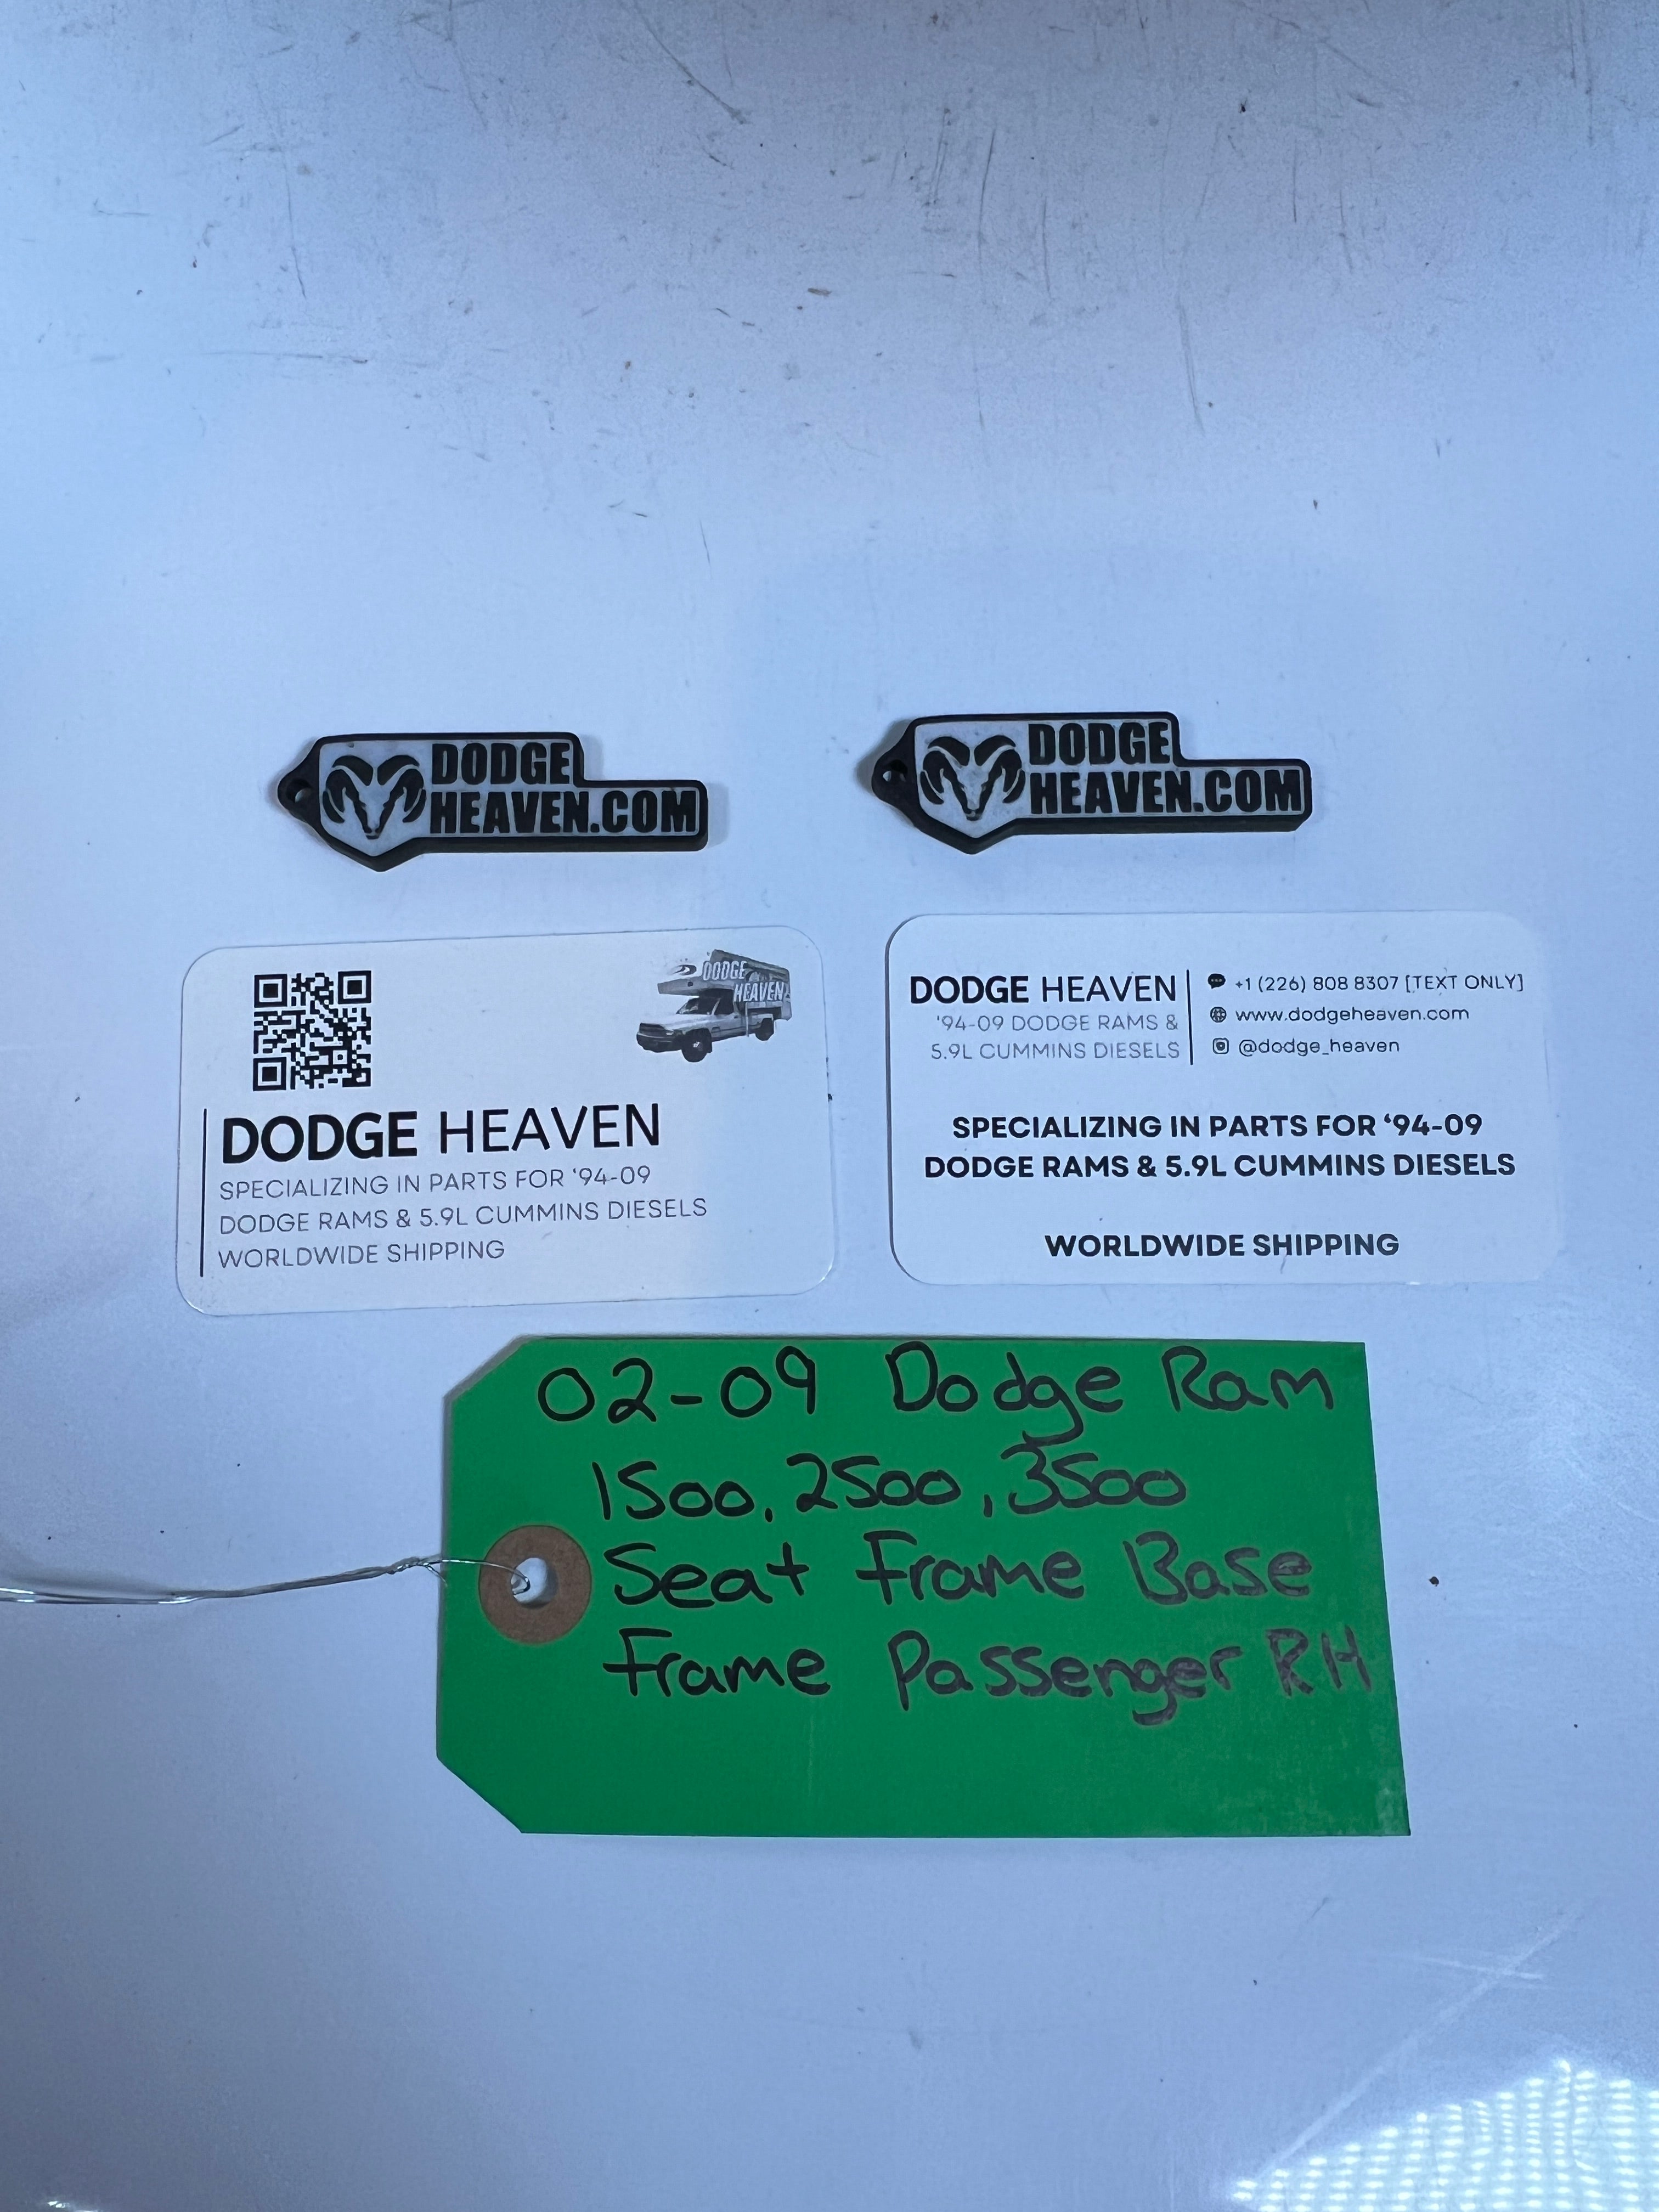 DODGE
HEAVEN.COM
DODGE
HEAVEN.COM
DODGE
HEAVEN
DODGE HEAVEN
SPECIALIZING IN PARTS FOR '94-09
DODGE RAMS & 5.9L CUMMINS DIESELS
WORLDWIDE SHIPPING
DODGE HEAVEN
'94-09 DODGE RAMS &
5.9L CUMMINS DIESELS
+1 (226) 808 8307 [TEXT ONLY]
www.dodgeheaven.com
@dodge_heaven
SPECIALIZING IN PARTS FOR '94-09
DODGE RAMS & 5.9L CUMMINS DIESELS
WORLDWIDE SHIPPING
02-09 Dodge Ram
1500, 2500, 3500
Seat Frame Base
Frame Passenger RH